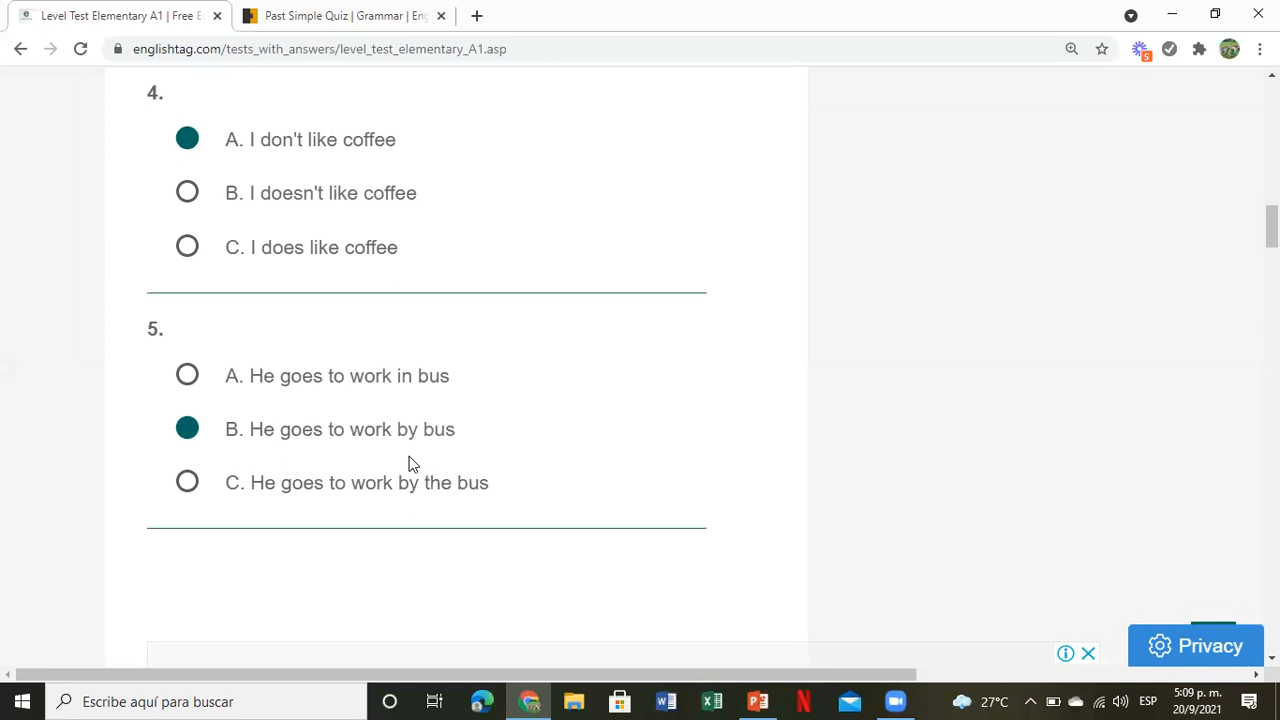 Level Test Elementary A1 | Free E
Past Simple Quiz | Grammar | Eng
englishtag.com/tests_with_answers/level_test_elementary_A1.asp
5
4.
A. I don't like coffee
B. I doesn't like coffee
C. I does like coffee
5.
A. He goes to work in bus
B. He goes to work by bus
C. He goes to work by the bus
Privacy
Escribe aquí para buscar
27°C
ESP
5:09 p. m.
20/9/2021